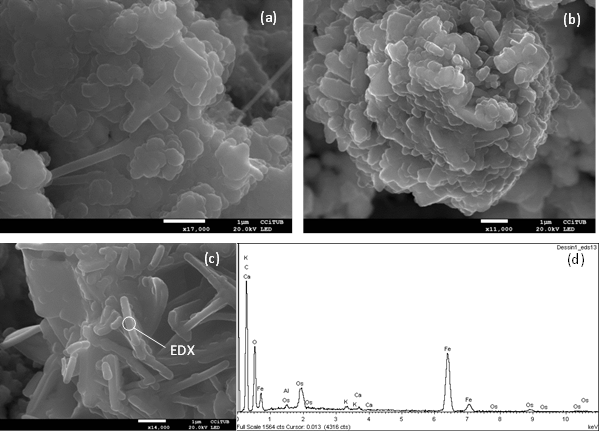 (a)
1µm CCiTUB
x17,000 20.0kV LED
(b)
1µm CCiTUB
x11,000 20.0kV LED
(c)
EDX
1µm CCiTUB
x14,000 20.0kV LED
Dessin1_eds13
(d)
K
C
Ca
O
Fe
Al
Os
Os
Os
K
K
Ca
Ca
Fe
Fe
Os
Os
Os
Os
Os
0 1 2 3 4 5 6 7 8 9 10
Full Scale 1564 cts Cursor: 0.013 (4316 cts) keV